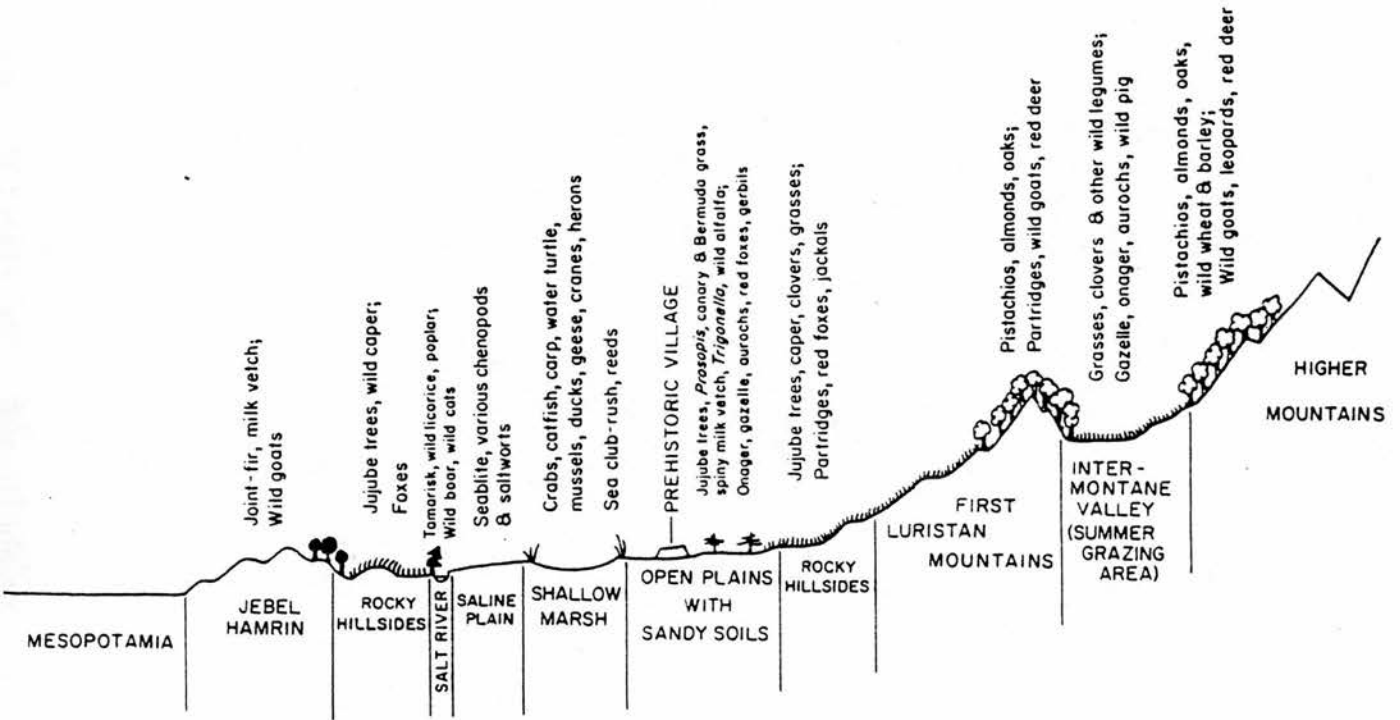 Joint-fir, milk vetch;
Wild goats
Jujube trees, wild caper;
Foxes
Tamarisk, wild licorice, poplar;
Wild boar, wild cats
Seablite, various chenopods
& saltworts
Crabs, catfish, carp, water turtle,
mussels, ducks, geese, cranes, herons
Sea club-rush, reeds
PREHISTORIC VILLAGE
Jujube trees, Prosopis, canary & Bermuda grass,
spiny milk vetch, Trigonella, wild alfalfa;
Onager, gazelle, aurochs, red foxes, gerbils
Jujube trees, caper, clovers, grasses;
Partridges, red foxes, jackals
Pistachios, almonds, oaks;
Partridges, wild goats, red deer
Grasses, clovers & other wild legumes;
Gazelle, onager, aurochs, wild pig
Pistachios, almonds, oaks,
wild wheat & barley;
Wild goats, leopards, red deer
MESOPOTAMIA
JEBEL
HAMRIN
ROCKY
HILLSIDES
SALT RIVER
SALINE
PLAIN
SHALLOW
MARSH
OPEN PLAINS
WITH
SANDY SOILS
ROCKY
HILLSIDES
FIRST
LURISTAN
MOUNTAINS
INTER-
MONTANE
VALLEY
(SUMMER
GRAZING
AREA)
HIGHER
MOUNTAINS